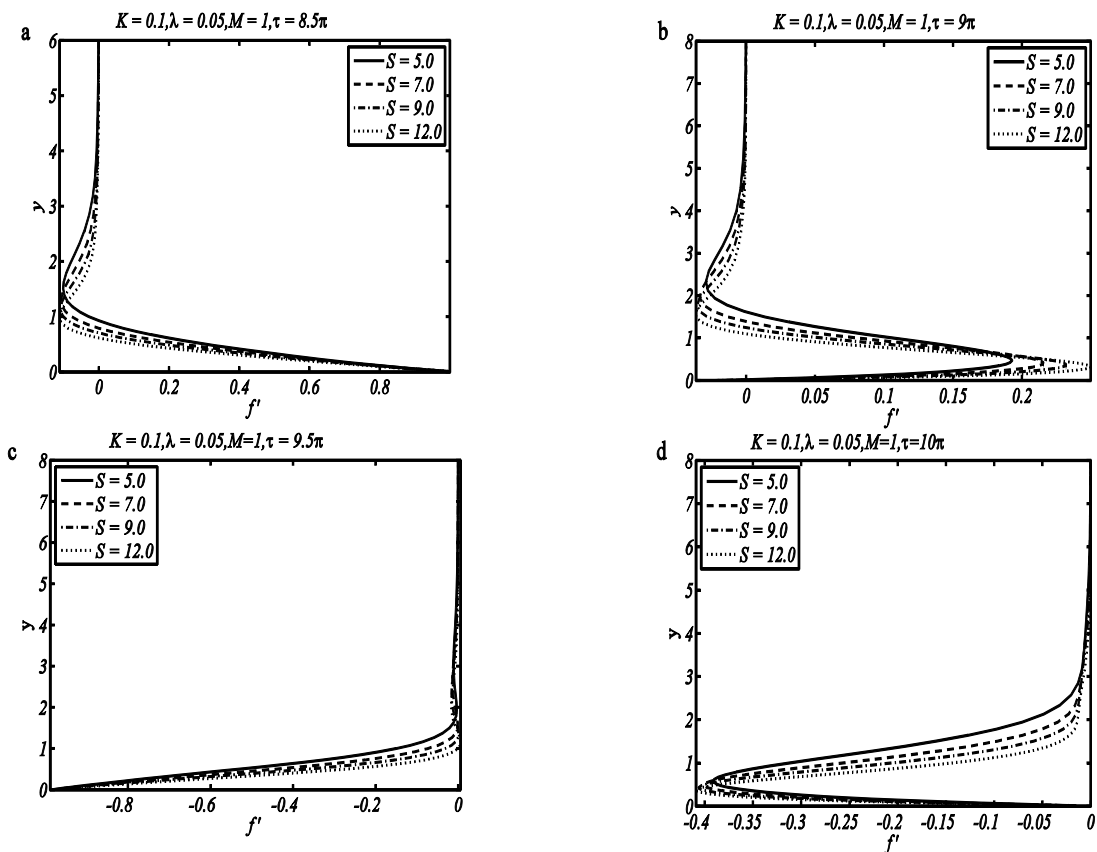 a
K = 0.1,λ = 0.05,M = 1,τ = 8.5π
S = 5.0
S = 7.0
S = 9.0
S = 12.0
6
5
4
3
2
1
0
y
0 0.2 0.4 0.6 0.8
f'
b
K = 0.1,λ = 0.05,M = 1,τ = 9π
S = 5.0
S = 7.0
S = 9.0
S = 12.0
8
7
6
5
4
3
2
1
0
y
0 0.05 0.1 0.15 0.2
f'
c
K = 0.1,λ = 0.05,M=1,τ = 9.5π
S = 5.0
S = 7.0
S = 9.0
S = 12.0
8
7
6
5
4
3
2
1
0
y
-0.8 -0.6 -0.4 -0.2 0
f'
d
K = 0.1,λ = 0.05,M=1,τ=10π
S = 5.0
S = 7.0
S = 9.0
S = 12.0
8
7
6
5
4
3
2
1
0
y
-0.4 -0.35 -0.3 -0.25 -0.2 -0.15 -0.1 -0.05 0
f'